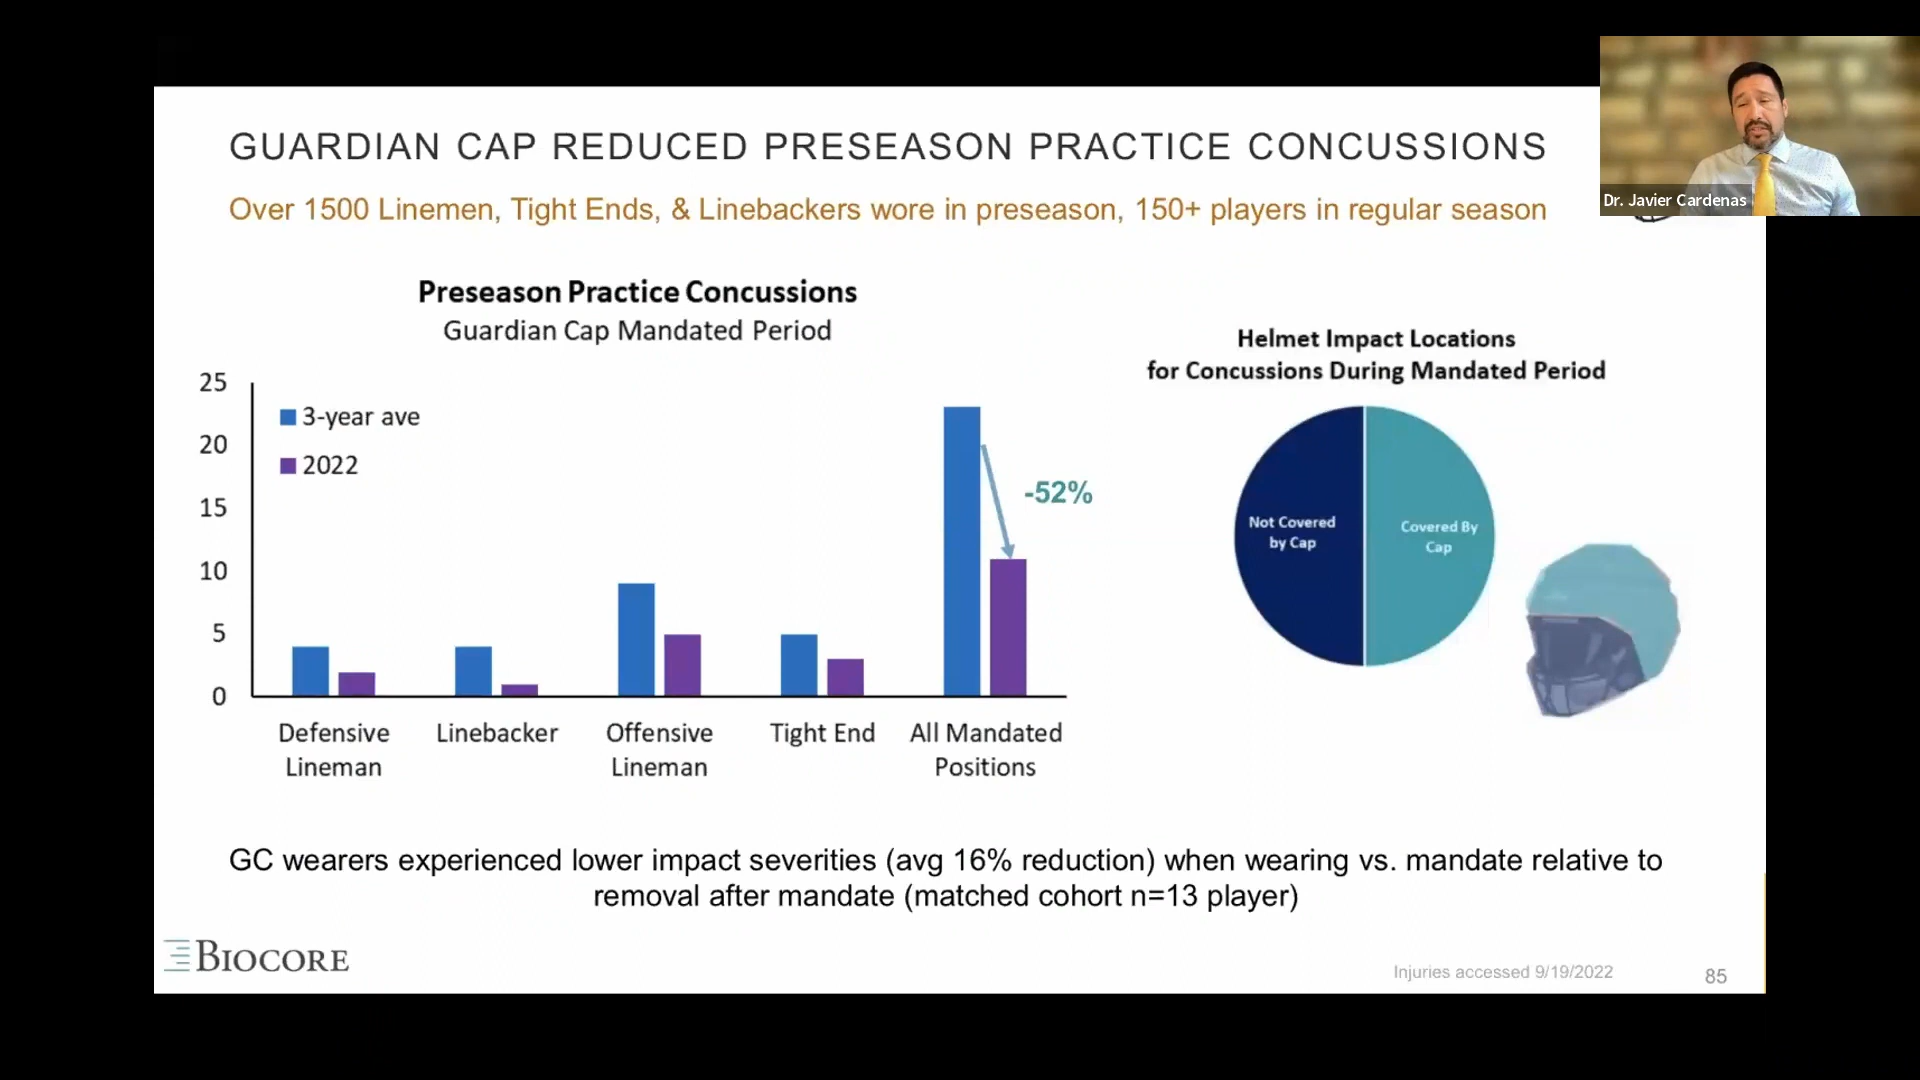 GUARDIAN CAP REDUCED PRESEASON PRACTICE CONCUSSIONS
Over 1500 Linemen, Tight Ends, & Linebackers wore in preseason, 150+ players in regular season
Dr. Javier Cardenas
Preseason Practice Concussions
Guardian Cap Mandated Period
25
20
15
10
5
0
3-year ave
2022
-52%
Defensive
Lineman
Linebacker
Offensive
Lineman
Tight End
All Mandated
Positions
Helmet Impact Locations
for Concussions During Mandated Period
Not Covered
by Cap
Covered By
Cap
GC wearers experienced lower impact severities (avg 16% reduction) when wearing vs. mandate relative to
removal after mandate (matched cohort n=13 player)
BIOCORE
Injuries accessed 9/19/2022
85